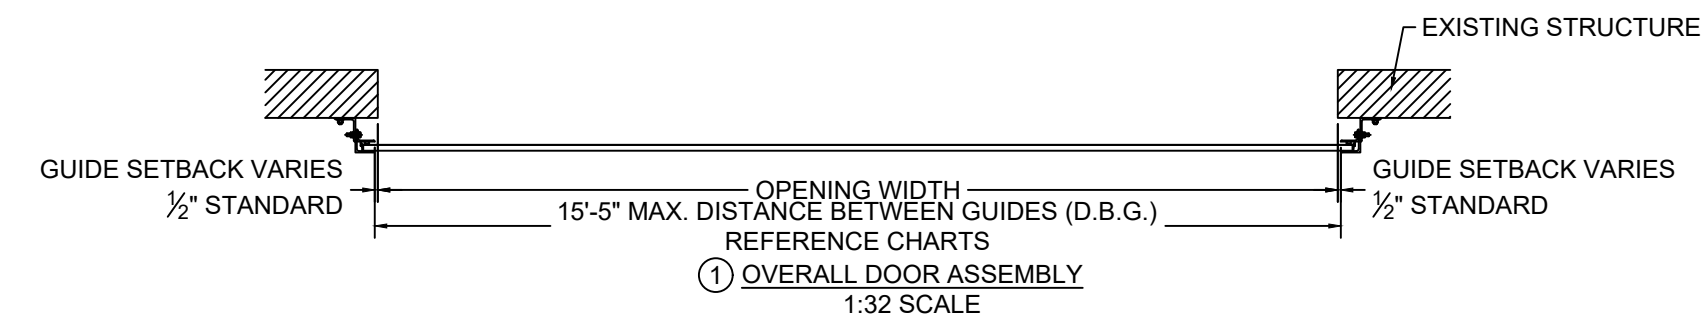 EXISTING STRUCTURE
GUIDE SETBACK VARIES
½" STANDARD
GUIDE SETBACK VARIES
½" STANDARD
OPENING WIDTH
15'-5" MAX. DISTANCE BETWEEN GUIDES (D.B.G.)
REFERENCE CHARTS
1 OVERALL DOOR ASSEMBLY
1:32 SCALE